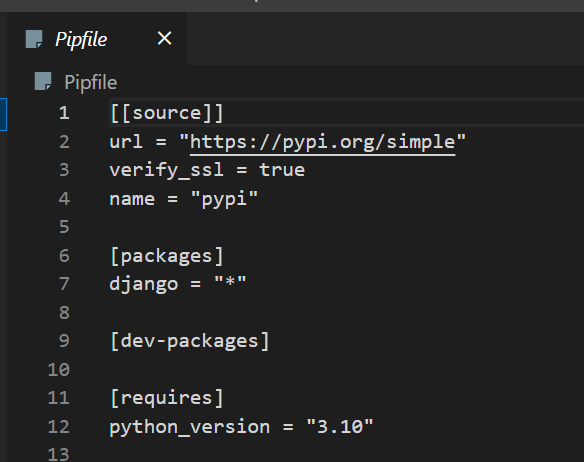 Pipfile
Pipfile
1 [[source]]
2 url = "https://pypi.org/simple"
3 verify_ssl = true
4 name = "pypi"
5
6 [packages]
7 django = "*"
8
9 [dev-packages]
10
11 [requires]
12 python_version = "3.10"
13